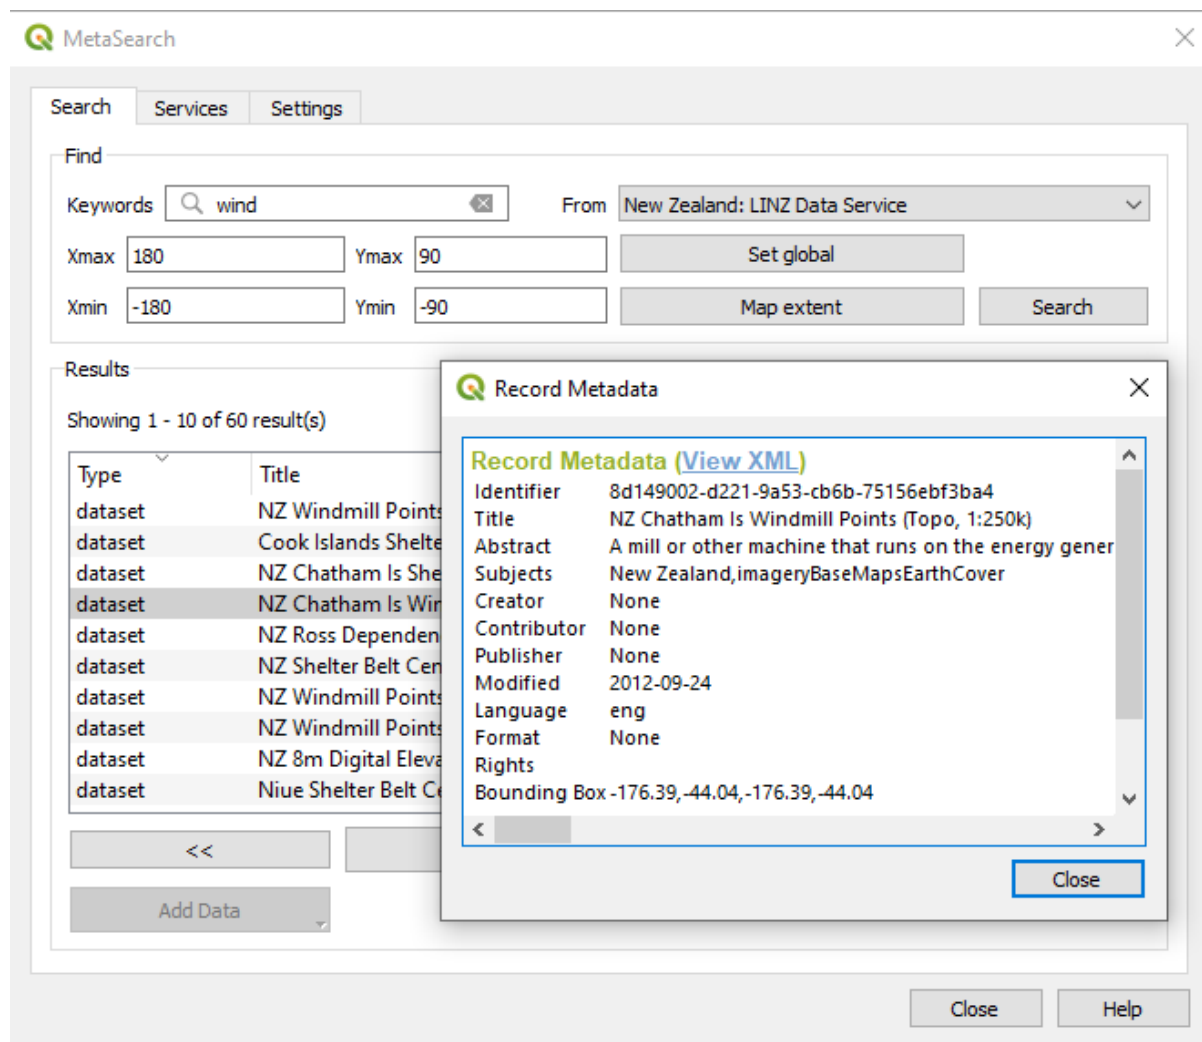 MetaSearch
Search Services Settings
Find
Keywords wind From New Zealand: LINZ Data Service
Xmax 180 Ymax 90 Set global
Xmin -180 Ymin -90 Map extent Search
Results
Showing 1 - 10 of 60 result(s)
Type Title
dataset NZ Windmill Points
dataset Cook Islands Shelte
dataset NZ Chatham Is She
dataset NZ Chatham Is Wir
dataset NZ Ross Dependen
dataset NZ Shelter Belt Cen
dataset NZ Windmill Points
dataset NZ Windmill Points
dataset NZ 8m Digital Eleva
dataset Niue Shelter Belt Ce
<<
Add Data
Record Metadata
Record Metadata (View XML)
Identifier 8d149002-d221-9a53-cb6b-75156ebf3ba4
Title NZ Chatham Is Windmill Points (Topo, 1:250k)
Abstract A mill or other machine that runs on the energy gener
Subjects New Zealand,imageryBaseMapsEarthCover
Creator None
Contributor None
Publisher None
Modified 2012-09-24
Language eng
Format None
Rights
Bounding Box -176.39,-44.04,-176.39,-44.04
Close
Close Help